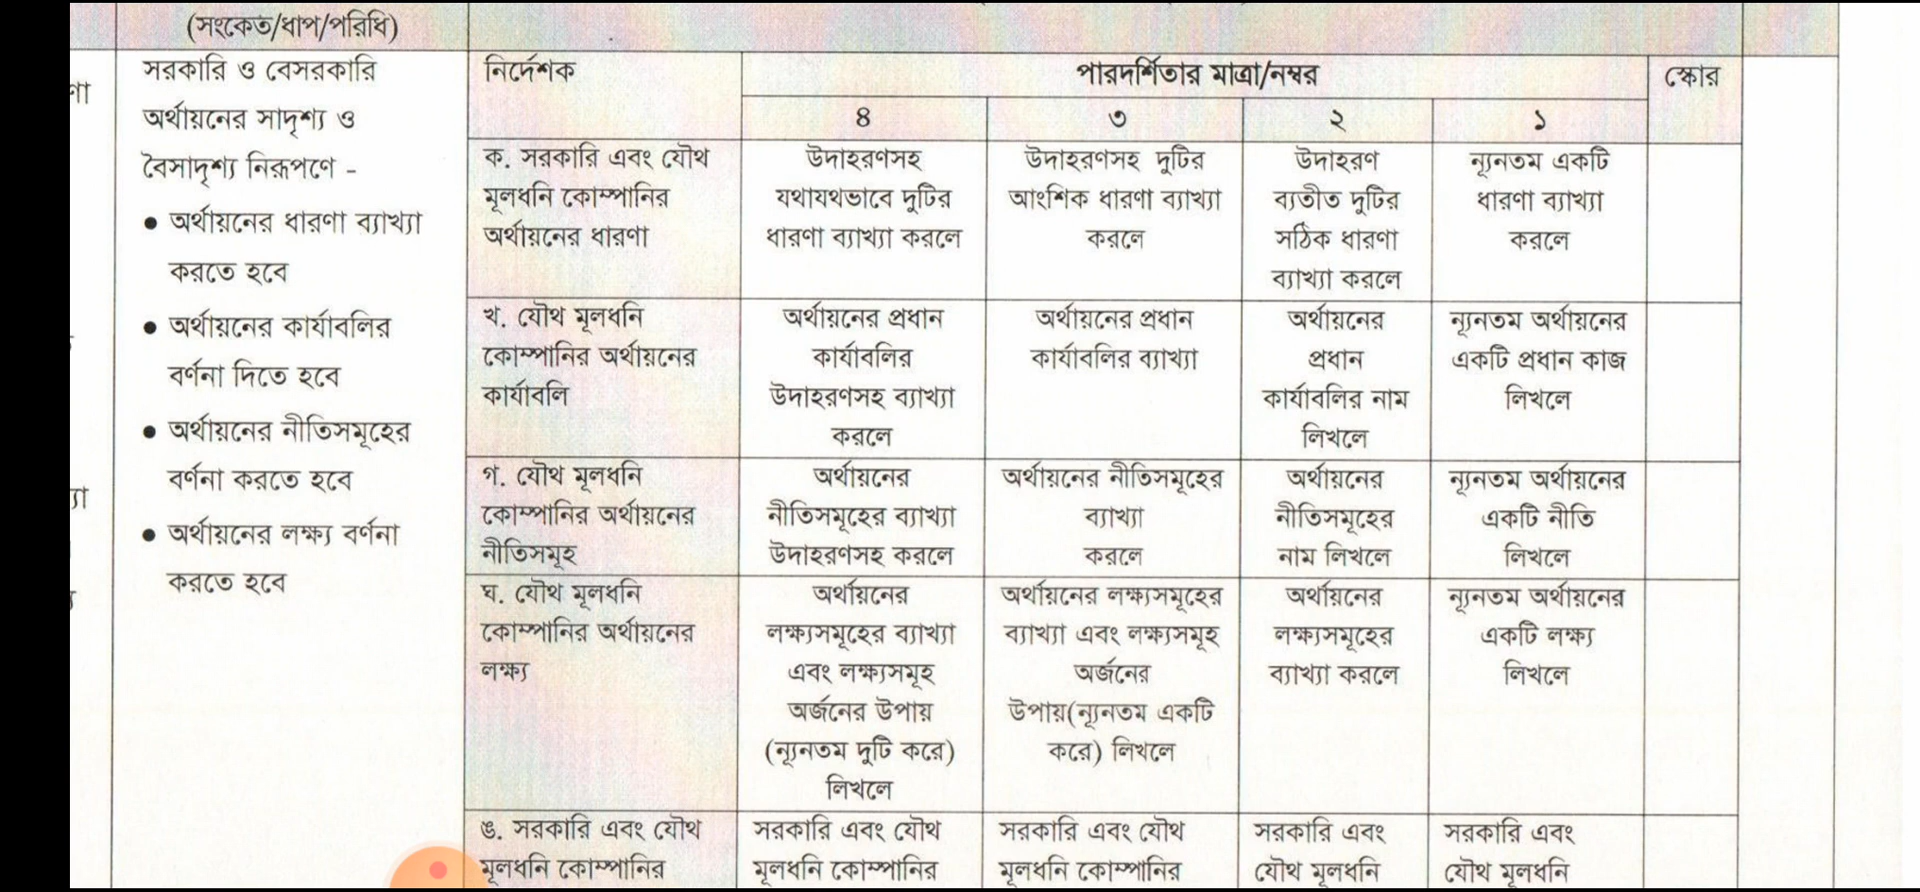 (সংকেত/ধাপ/পরিধি)
সরকারি ও বেসরকারি
অর্থায়নের সাদৃশ্য ও
বৈসাদৃশ্য নিরূপণে -
● অর্থায়নের ধারণা ব্যাখ্যা
করতে হবে
● অর্থায়নের কার্যাবলির
বর্ণনা দিতে হবে
● অর্থায়নের নীতিসমূহের
বর্ণনা করতে হবে
● অর্থায়নের লক্ষ্য বর্ণনা
করতে হবে
নির্দেশক
পারদর্শিতার মাত্রা/নম্বর
স্কোর
৪
৩
২
১
ক. সরকারি এবং যৌথ
মূলধনি কোম্পানির
অর্থায়নের ধারণা
উদাহরণসহ
যথাযথভাবে দুটির
ধারণা ব্যাখ্যা করলে
উদাহরণসহ দুটির
আংশিক ধারণা ব্যাখ্যা
করলে
উদাহরণ
ব্যতীত দুটির
সঠিক ধারণা
ব্যাখ্যা করলে
ন্যূনতম একটি
ধারণা ব্যাখ্যা
করলে
খ. যৌথ মূলধনি
কোম্পানির অর্থায়নের
কার্যাবলি
অর্থায়নের প্রধান
কার্যাবলির
উদাহরণসহ ব্যাখ্যা
করলে
অর্থায়নের প্রধান
কার্যাবলির ব্যাখ্যা
অর্থায়নের
প্রধান
কার্যাবলির নাম
লিখলে
ন্যূনতম অর্থায়নের
একটি প্রধান কাজ
লিখলে
গ. যৌথ মূলধনি
কোম্পানির অর্থায়নের
নীতিসমূহ
অর্থায়নের
নীতিসমূহের ব্যাখ্যা
উদাহরণসহ করলে
অর্থায়নের নীতিসমূহের
ব্যাখ্যা
করলে
অর্থায়নের
নীতিসমূহের
নাম লিখলে
ন্যূনতম অর্থায়নের
একটি নীতি
লিখলে
ঘ. যৌথ মূলধনি
কোম্পানির অর্থায়নের
লক্ষ্য
অর্থায়নের
লক্ষ্যসমূহের ব্যাখ্যা
এবং লক্ষ্যসমূহ
অর্জনের উপায়
(ন্যূনতম দুটি করে)
লিখলে
অর্থায়নের লক্ষ্যসমূহের
ব্যাখ্যা এবং লক্ষ্যসমূহ
অর্জনের
উপায়(ন্যূনতম একটি
করে) লিখলে
অর্থায়নের
লক্ষ্যসমূহের
ব্যাখ্যা করলে
ন্যূনতম অর্থায়নের
একটি লক্ষ্য
লিখলে
ঙ. সরকারি এবং যৌথ
মূলধনি কোম্পানির
সরকারি এবং যৌথ
মূলধনি কোম্পানির
সরকারি এবং যৌথ
মূলধনি কোম্পানির
সরকারি এবং
যৌথ মূলধনি
সরকারি এবং
যৌথ মূলধনি